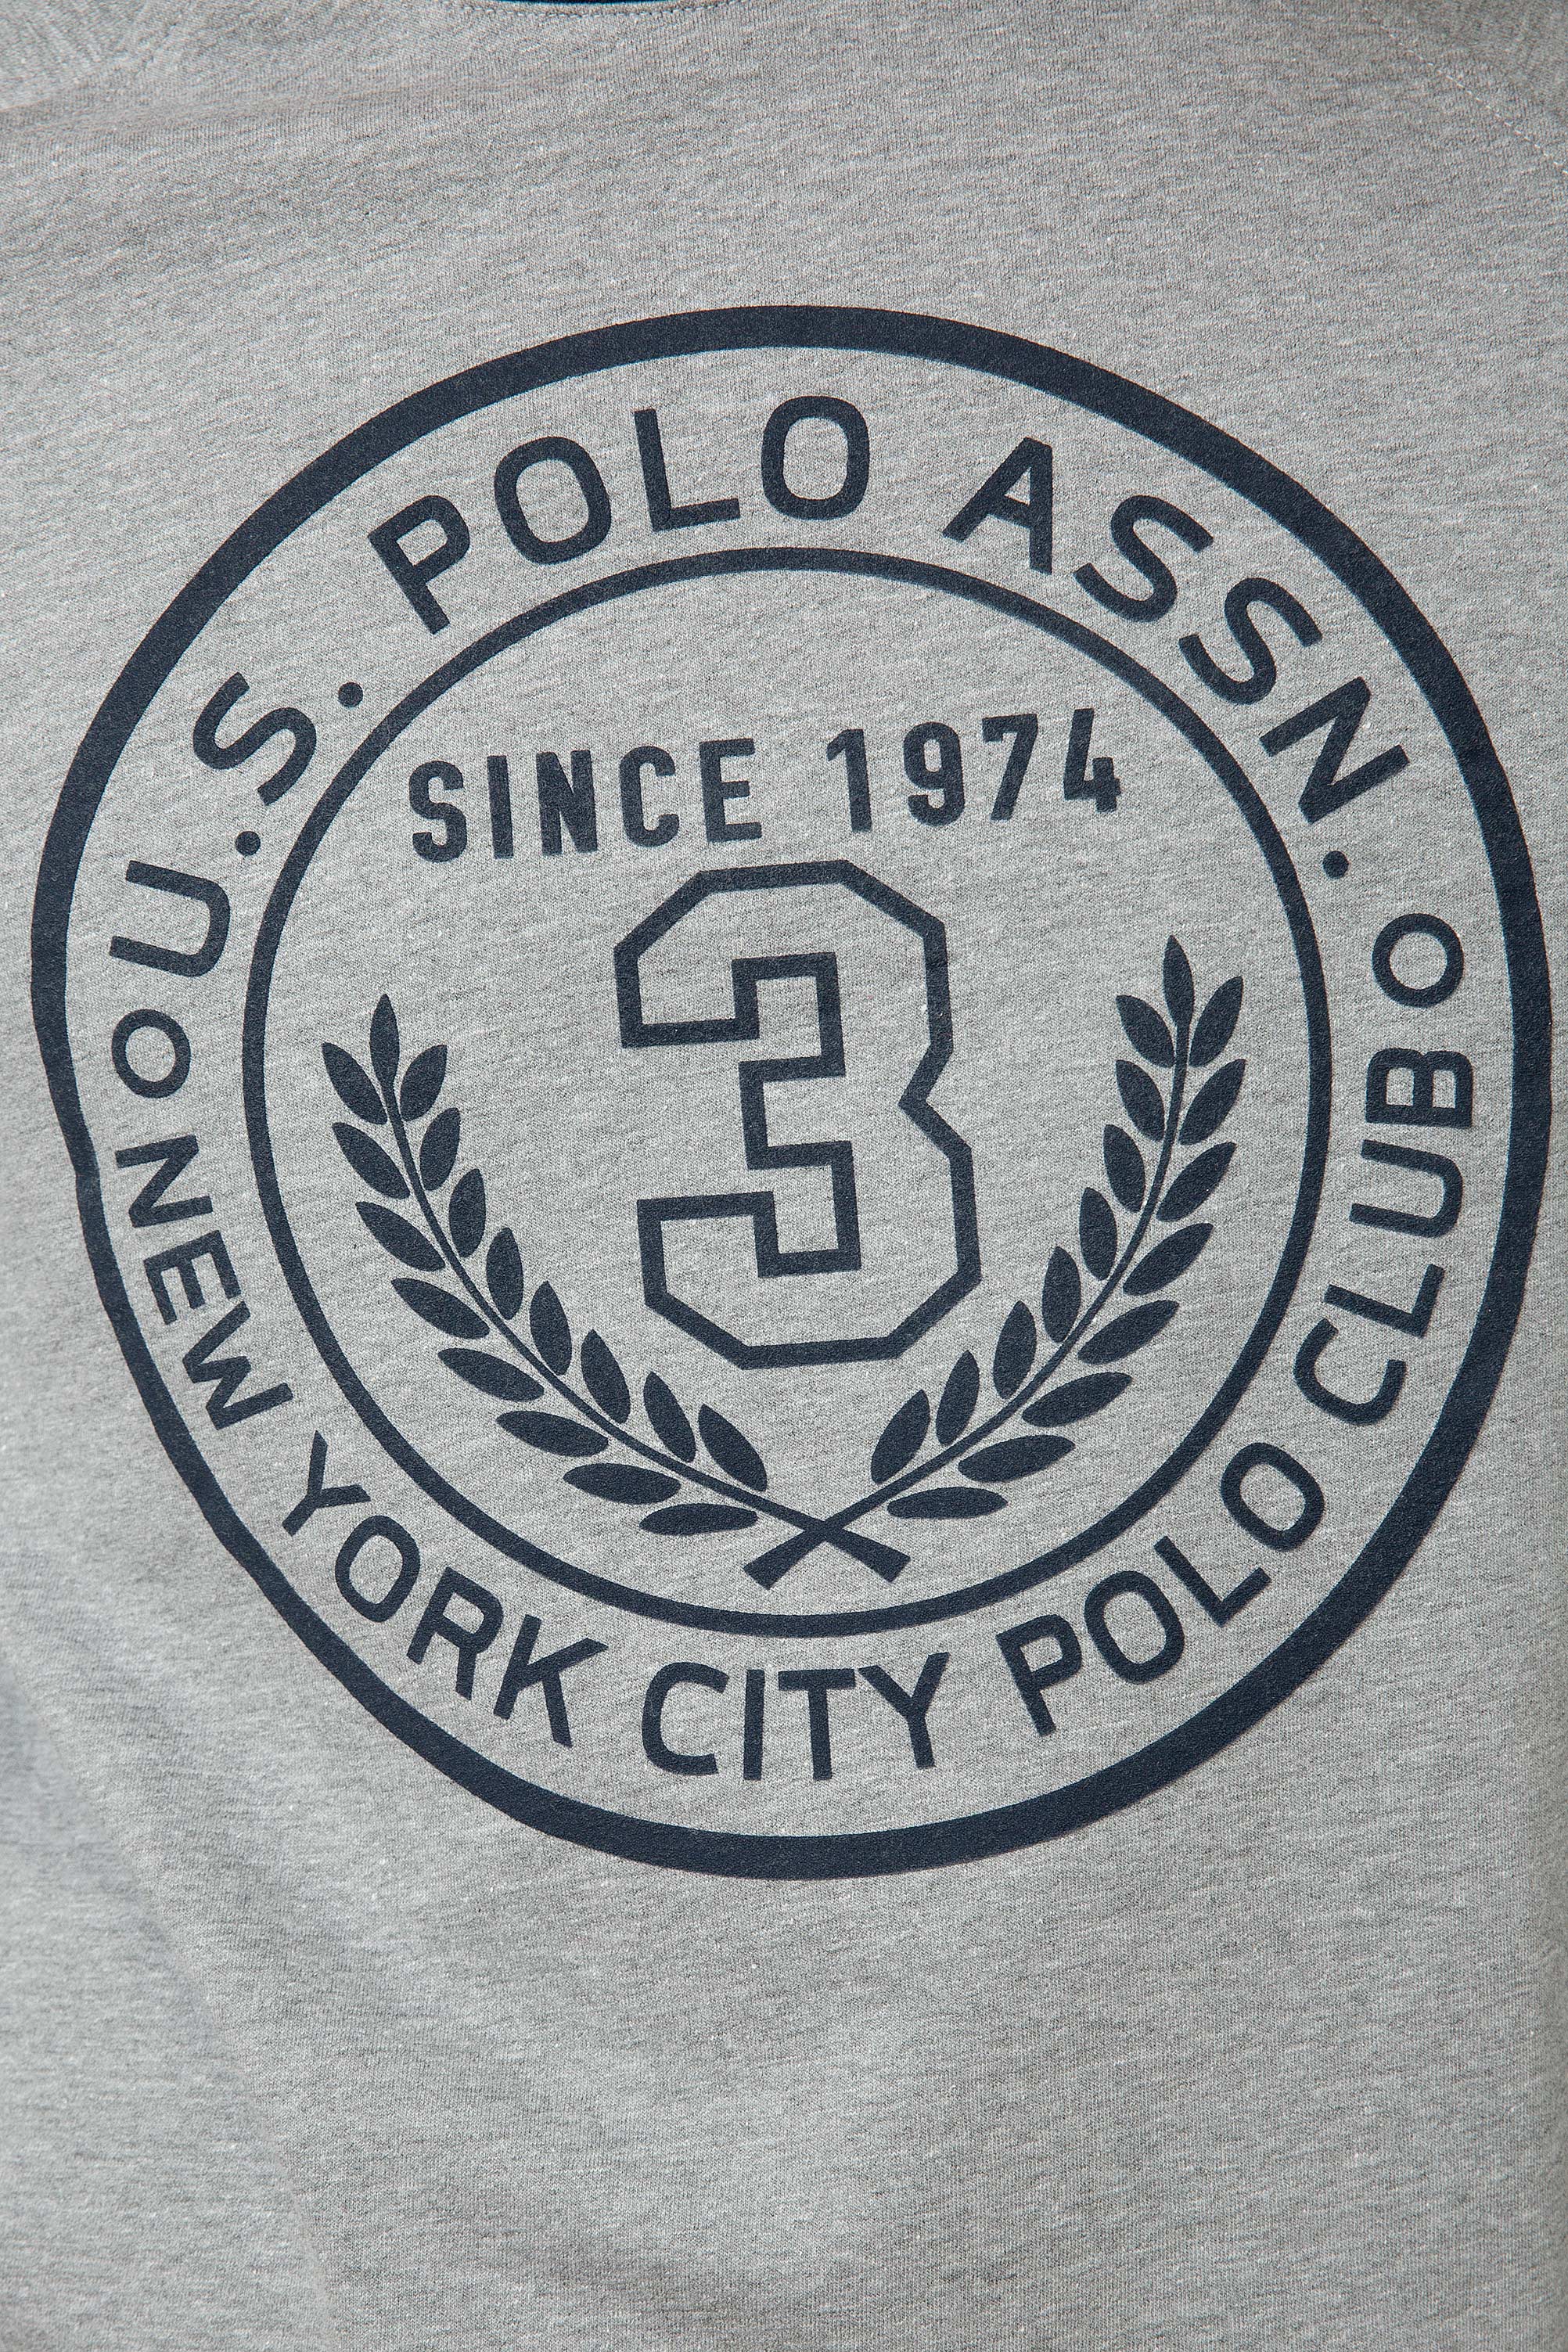 U.S. POLO ASSN.
SINCE 1974
3
NEW YORK CITY POLO CLUB